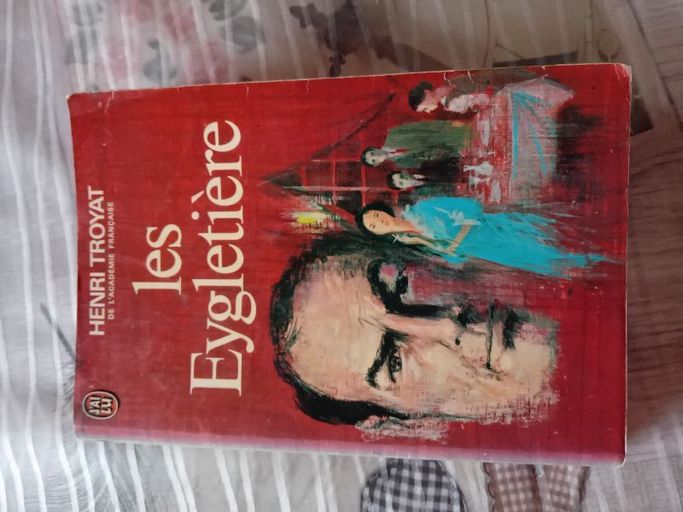 HENRI TROYAT
DE L'ACADÉMIE FRANÇAISE
les
Eygletière
J'AI
LU